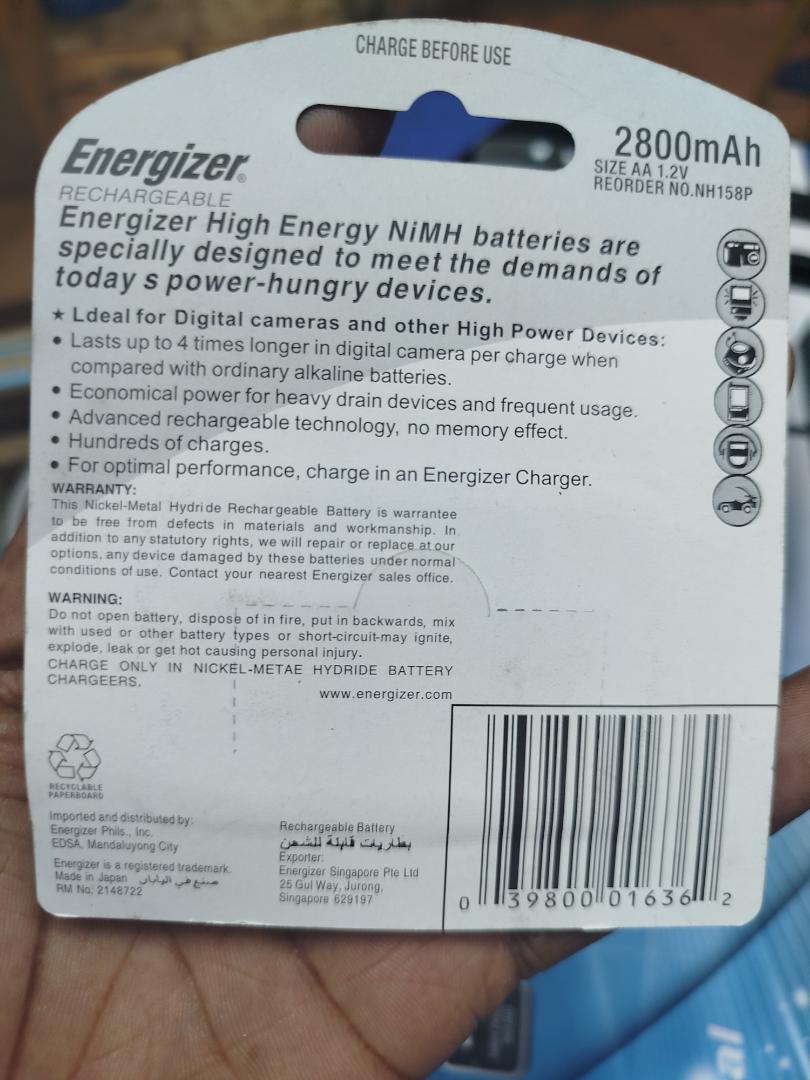 CHARGE BEFORE USE
Energizer®
RECHARGEABLE
2800mAh
SIZE AA 1.2V
REORDER NO.NH158P
Energizer High Energy NiMH batteries are
specially designed to meet the demands of
today s power-hungry devices.
★ Ldeal for Digital cameras and other High Power Devices:
• Lasts up to 4 times longer in digital camera per charge when
compared with ordinary alkaline batteries.
• Economical power for heavy drain devices and frequent usage.
• Advanced rechargeable technology, no memory effect.
• Hundreds of charges.
• For optimal performance, charge in an Energizer Charger.
WARRANTY:
This Nickel-Metal Hydride Rechargeable Battery is warrantee
to be free from defects in materials and workmanship. In
addition to any statutory rights, we will repair or replace at our
options, any device damaged by these batteries under normal
conditions of use. Contact your nearest Energizer sales office.
WARNING:
Do not open battery, dispose of in fire, put in backwards, mix
with used or other battery types or short-circuit-may ignite,
explode, leak or get hot causing personal injury.
CHARGE ONLY IN NICKEL-METAE HYDRIDE BATTERY
CHARGEERS.
www.energizer.com
RECYCLABLE
PAPERBOARD
Imported and distributed by:
Energizer Phils., Inc.
EDSA, Mandaluyong City
Energizer is a registered trademark.
Made in Japan صنع في اليابان
RM No: 2148722
Rechargeable Battery
بطاريات قابلة للشحن
Exporter:
Energizer Singapore Pte Ltd
25 Gul Way, Jurong,
Singapore 629197
0 39800 01636 2